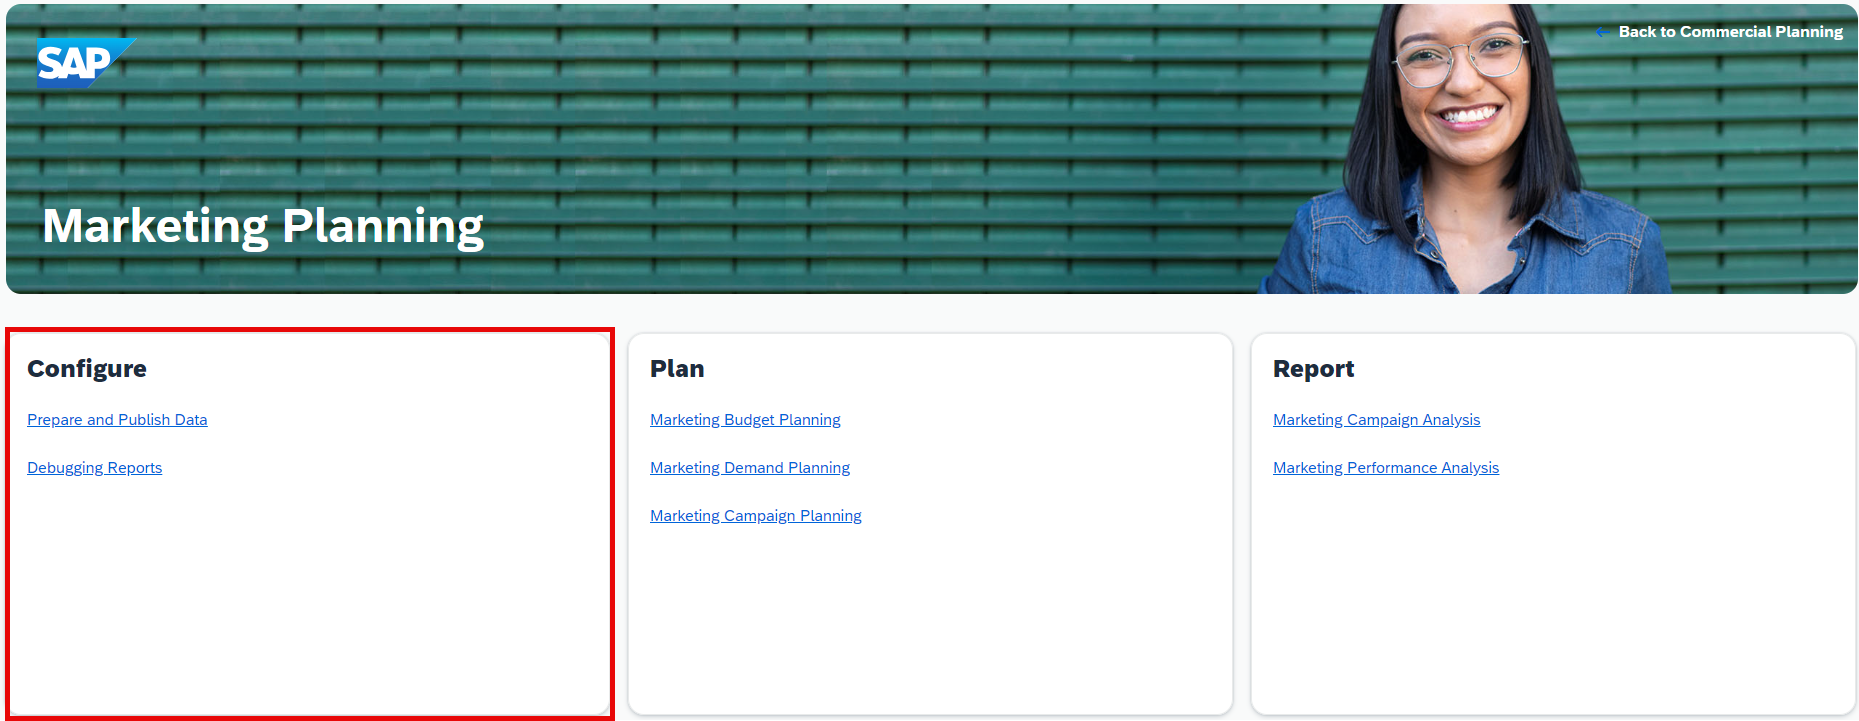 SAP
← Back to Commercial Planning
Marketing Planning
Configure
Prepare and Publish Data
Debugging Reports
Plan
Marketing Budget Planning
Marketing Demand Planning
Marketing Campaign Planning
Report
Marketing Campaign Analysis
Marketing Performance Analysis